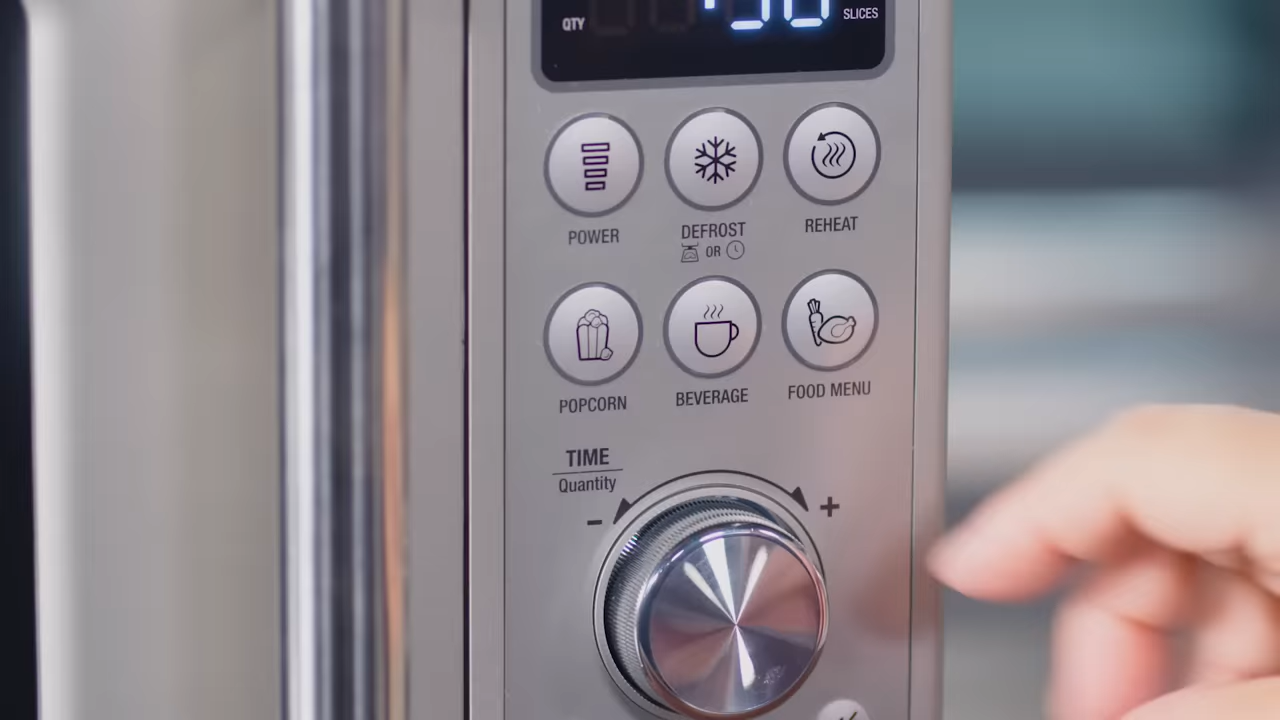 QTY
SLICES
POWER
DEFROST
OR
REHEAT
POPCORN
BEVERAGE
FOOD MENU
TIME
Quantity
- +